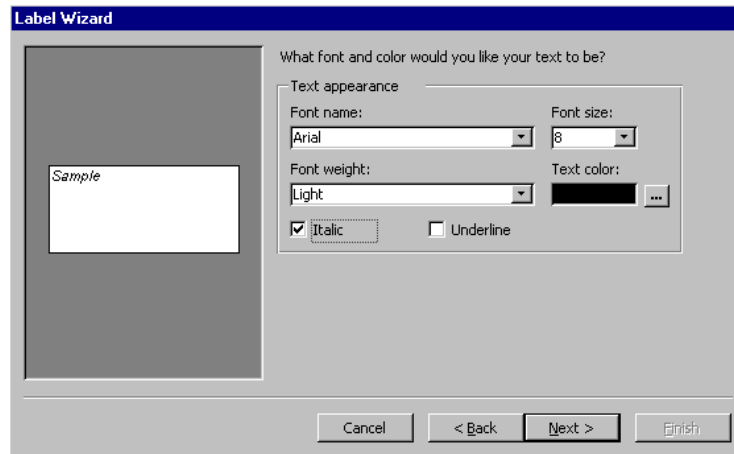 Label Wizard
What font and color would you like your text to be?
Text appearance
Font name:
Font size:
Arial
8
Sample
Font weight:
Text color:
Light
...
Italic
Underline
Cancel
< Back
Next >
Finish